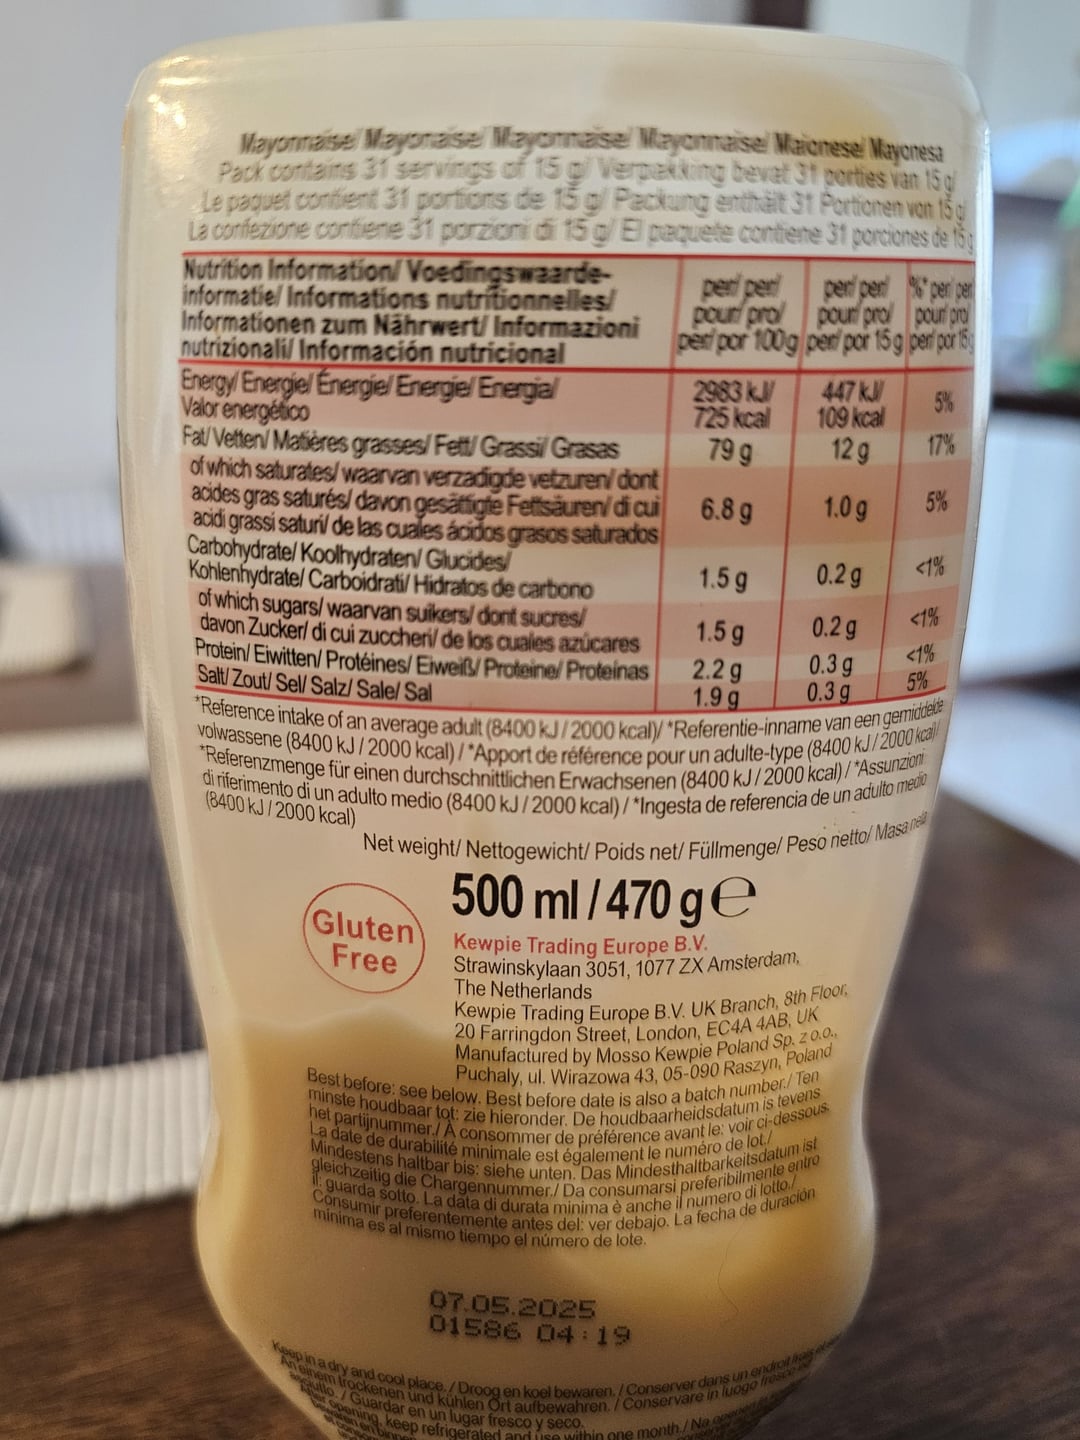 Mayonnaise/ Mayonaise/ Mayonnaise/ Mayonnaise/ Maionese/ Mayonesa
Pack contains 31 servings of 15 g/ Verpakking bevat 31 porties van 15 g/
Le paquet contient 31 portions de 15 g/ Packung enthält 31 Portionen von 15 g/
La confezione contiene 31 porzioni di 15 g/ El paquete contiene 31 porciones de 15 g
Nutrition Information/ Voedingswaarde-
informatie/ Informations nutritionnelles/
Informationen zum Nährwert/ Informazioni
nutrizionali/ Información nutricional
per/ per/
pour/ pro/
per/ por 100g
per/ per/
pour/ pro/
per/ por 15 g
%* per/ per/
pour/ pro/
per/ por 15g
Energy/ Energie/ Énergie/ Energie/ Energia/
Valor energético
2983 kJ/
725 kcal
447 kJ/
109 kcal
5%
Fat/ Vetten/ Matières grasses/ Fett/ Grassi/ Grasas
79 g
12 g
17%
of which saturates/ waarvan verzadigde vetzuren/ dont
acides gras saturés/ davon gesättigte Fettsäuren/ di cui
acidi grassi saturi/ de las cuales ácidos grasos saturados
6.8 g
1.0 g
5%
Carbohydrate/ Koolhydraten/ Glucides/
Kohlenhydrate/ Carboidrati/ Hidratos de carbono
1.5 g
0.2 g
<1%
of which sugars/ waarvan suikers/ dont sucres/
davon Zucker/ di cui zuccheri/ de los cuales azúcares
1.5 g
0.2 g
<1%
Protein/ Eiwitten/ Protéines/ Eiweiß/ Proteine/ Proteínas
2.2 g
0.3 g
<1%
Salt/ Zout/ Sel/ Salz/ Sale/ Sal
1.9 g
0.3 g
5%
*Reference intake of an average adult (8400 kJ / 2000 kcal)/ *Referentie-inname van een gemiddelde
volwassene (8400 kJ / 2000 kcal) / *Apport de référence pour un adulte-type (8400 kJ / 2000 kcal)/
*Referenzmenge für einen durchschnittlichen Erwachsenen (8400 kJ / 2000 kcal) / *Assunzioni
di riferimento di un adulto medio (8400 kJ / 2000 kcal) / *Ingesta de referencia de un adulto medio
(8400 kJ / 2000 kcal)
Net weight/ Nettogewicht/ Poids net/ Füllmenge/ Peso netto/ Masa neta
500 ml / 470 g e
Gluten
Free
Kewpie Trading Europe B.V.
Strawinskylaan 3051, 1077 ZX Amsterdam,
The Netherlands
Kewpie Trading Europe B.V. UK Branch, 8th Floor,
20 Farringdon Street, London, EC4A 4AB, UK
Manufactured by Mosso Kewpie Poland Sp. z o.o.,
Puchaly, ul. Wirazowa 43, 05-090 Raszyn, Poland
Best before: see below. Best before date is also a batch number./ Ten
minste houdbaar tot: zie hieronder. De houdbaarheidsdatum is tevens
het partijnummer./ À consommer de préférence avant le: voir ci-dessous.
La date de durabilité minimale est également le numéro de lot./
Mindestens haltbar bis: siehe unten. Das Mindesthaltbarkeitsdatum ist
gleichzeitig die Chargennummer./ Da consumarsi preferibilmente entro
il: guarda sotto. La data di durata minima è anche il numero di lotto./
Consumir preferentemente antes del: ver debajo. La fecha de duración
mínima es al mismo tiempo el número de lote.
07.05.2025
01586 04:19
Keep in a dry and cool place. / Droog en koel bewaren. / Conserver dans un endroit frais et
An einem trockenen und kühlen Ort aufbewahren. / Conservare in luogo fresco ed
asciutto. / Guardar en un lugar fresco y seco.
After opening, keep refrigerated and use within one month. / Na openen